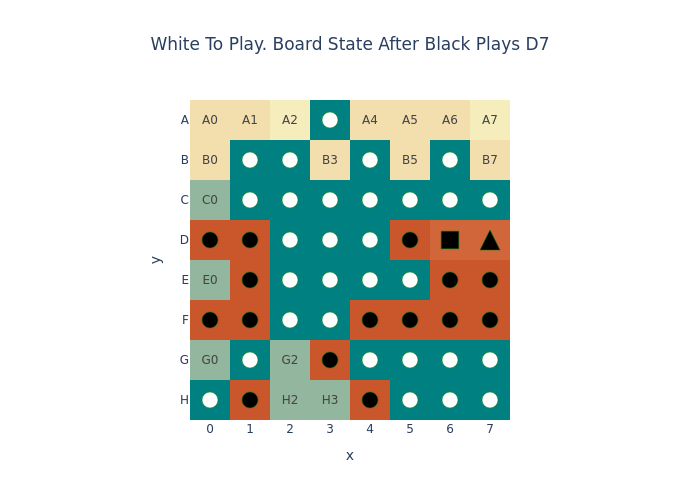 White To Play. Board State After Black Plays D7
A A0 A1 A2 A4 A5 A6 A7
B B0 B3 B5 B7
C C0
D
E E0
F
G G0 G2
H H2 H3
0 1 2 3 4 5 6 7
x
y